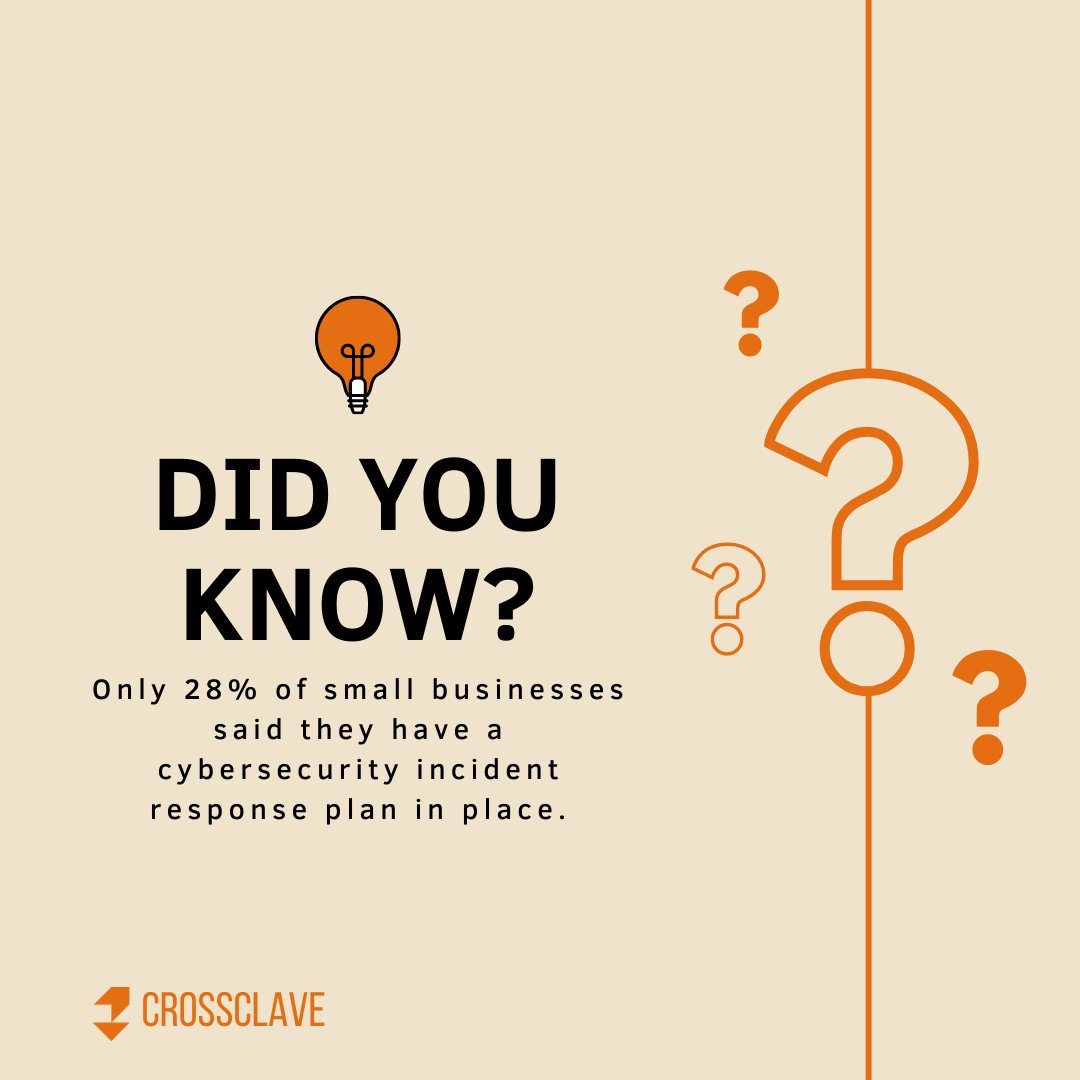 DID YOU
KNOW?
Only 28% of small businesses
said they have a
cybersecurity incident
response plan in place.
CROSSCLAVE